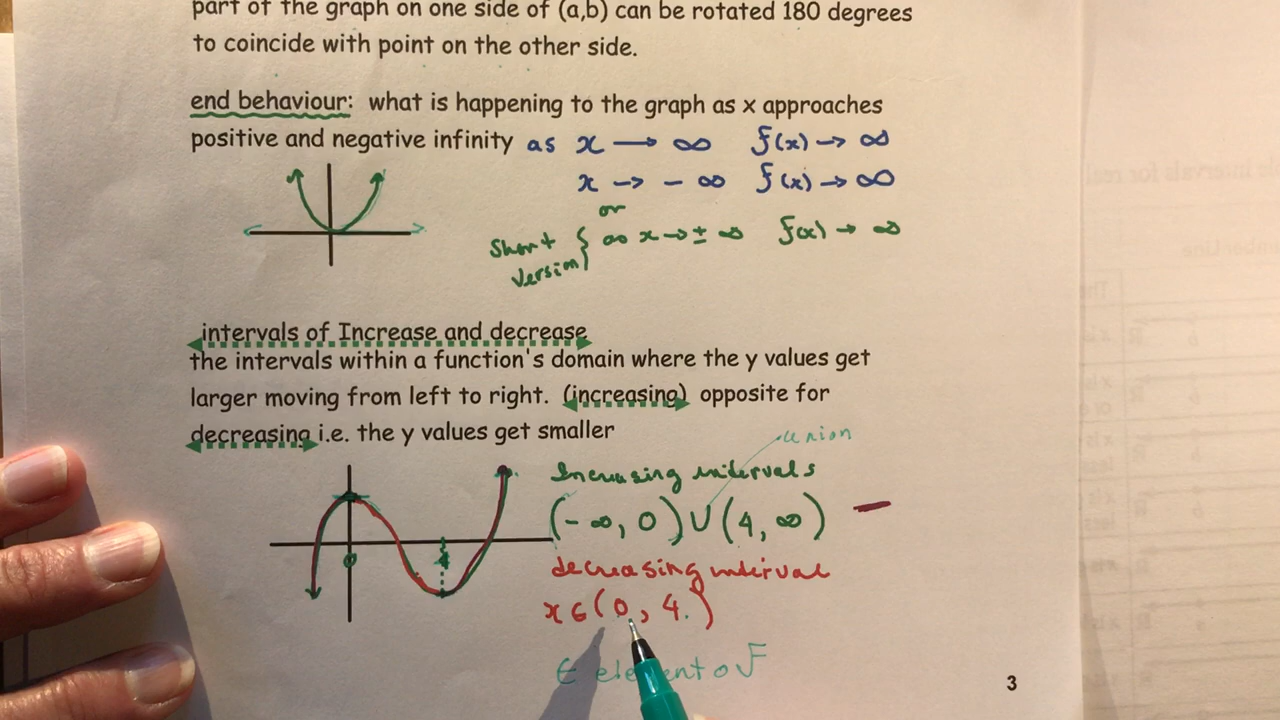 part of the graph on one side of (a,b) can be rotated 180 degrees
to coincide with point on the other side.
end behaviour: what is happening to the graph as x approaches
positive and negative infinity as x → ∞ f(x) → ∞
x → - ∞ f(x) → ∞
or
Short version { as x → ± ∞ f(x) → ∞
intervals of Increase and decrease
the intervals within a function's domain where the y values get
larger moving from left to right. (increasing) opposite for
decreasing i.e. the y values get smaller
union
Increasing intervals
(-∞, 0) ∪ (4, ∞)
decreasing interval
0 4
x ∈ (0, 4)
∈ element of
3